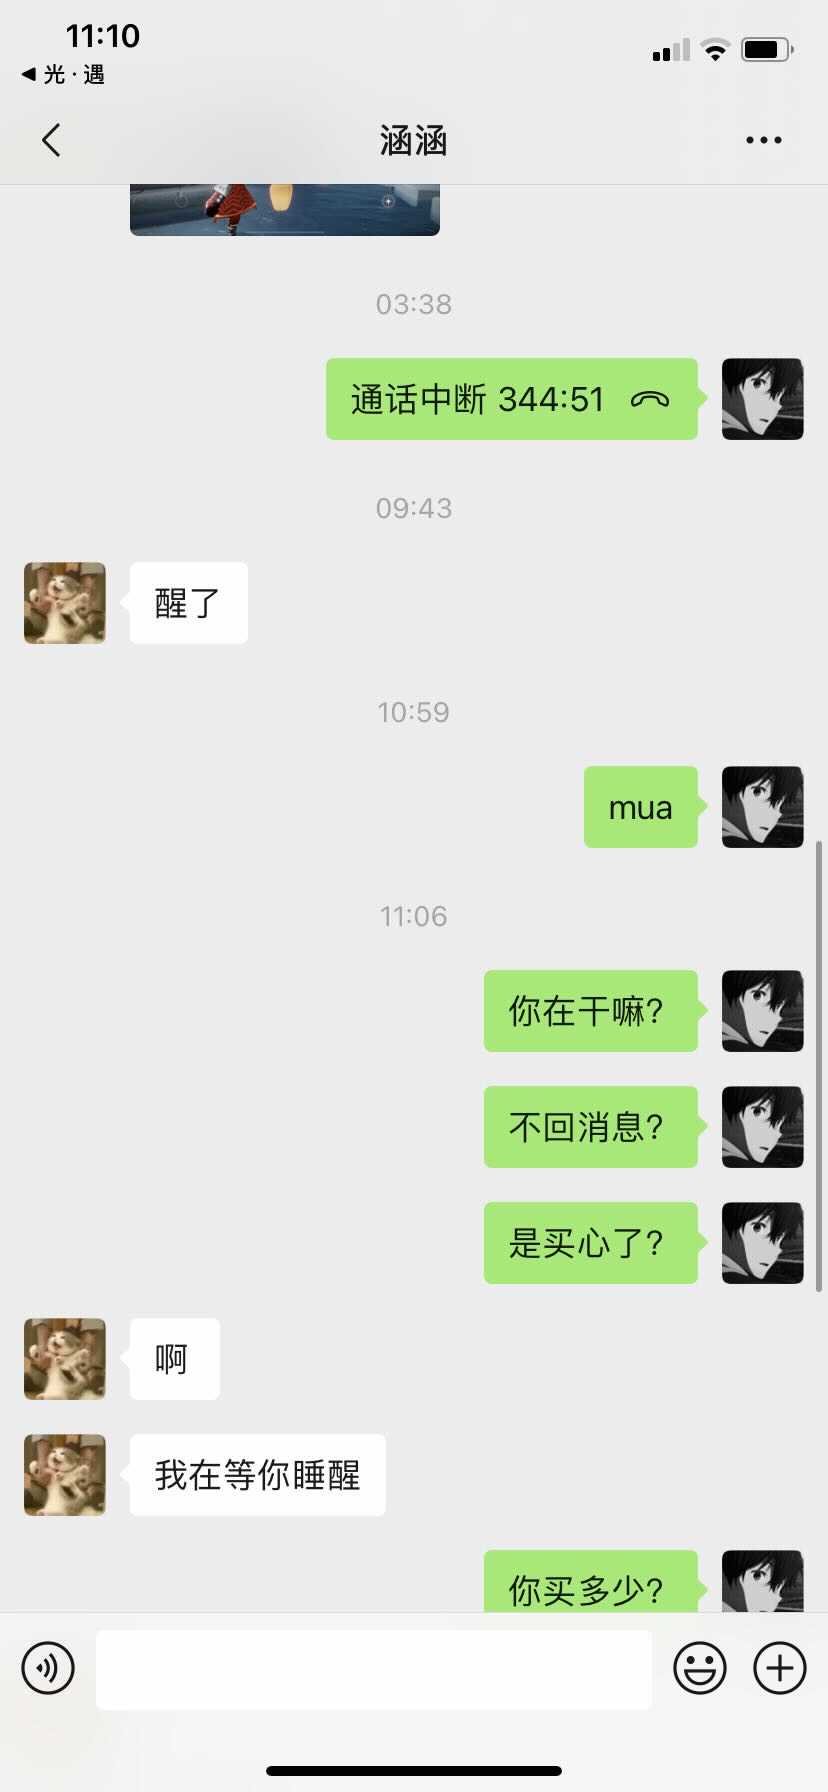 11:10
光·遇
涵涵
03:38
通话中断 344:51
09:43
醒了
10:59
mua
11:06
你在干嘛?
不回消息?
是买心了?
啊
我在等你睡醒
你买多少?